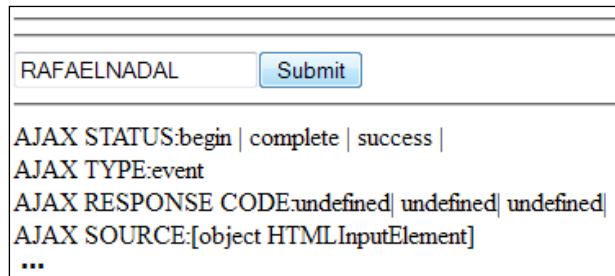 RAFAELNADAL Submit
AJAX STATUS:begin | complete | success |
AJAX TYPE:event
AJAX RESPONSE CODE:undefined| undefined| undefined|
AJAX SOURCE:[object HTMLInputElement]
...